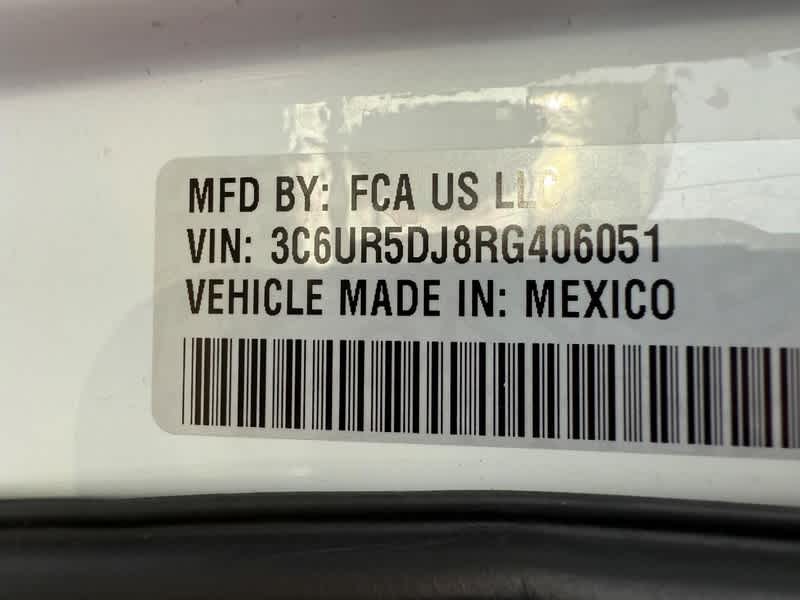 MFD BY: FCA US LLC
VIN: 3C6UR5DJ8RG406051
VEHICLE MADE IN: MEXICO